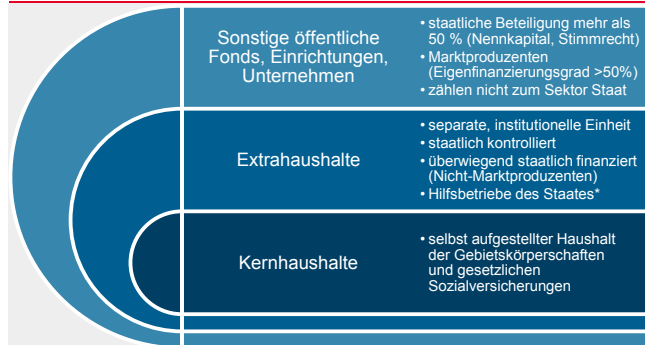 Sonstige öffentliche
Fonds, Einrichtungen,
Unternehmen
• staatliche Beteiligung mehr als
50 % (Nennkapital, Stimmrecht)
• Marktproduzenten
(Eigenfinanzierungsgrad >50%)
• zählen nicht zum Sektor Staat
Extrahaushalte
• separate, institutionelle Einheit
• staatlich kontrolliert
• überwiegend staatlich finanziert
(Nicht-Marktproduzenten)
• Hilfsbetriebe des Staates*
Kernhaushalte
• selbst aufgestellter Haushalt
der Gebietskörperschaften
und gesetzlichen
Sozialversicherungen